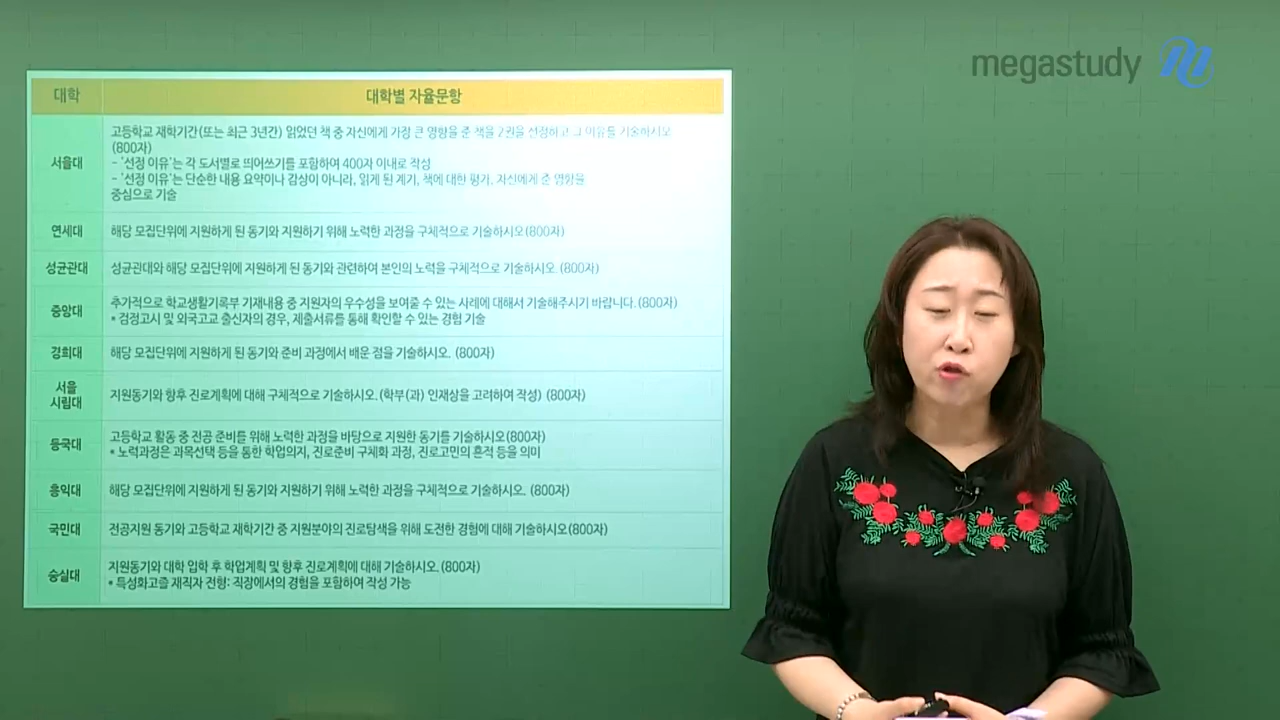 megastudy
대학 대학별 자율문항
서울대
고등학교 재학기간(또는 최근 3년간) 읽었던 책 중 자신에게 가장 큰 영향을 준 책을 2권을 선정하고 그 이유를 기술하시오
(800자)
- '선정 이유'는 각 도서별로 띄어쓰기를 포함하여 400자 이내로 작성
- '선정 이유'는 단순한 내용 요약이나 감상이 아니라, 읽게 된 계기, 책에 대한 평가, 자신에게 준 영향을
중심으로 기술
연세대 해당 모집단위에 지원하게 된 동기와 지원하기 위해 노력한 과정을 구체적으로 기술하시오(800자)
성균관대 성균관대와 해당 모집단위에 지원하게 된 동기와 관련하여 본인의 노력을 구체적으로 기술하시오. (800자)
중앙대
추가적으로 학교생활기록부 기재내용 중 지원자의 우수성을 보여줄 수 있는 사례에 대해서 기술해주시기 바랍니다.(800자)
* 검정고시 및 외국고교 출신자의 경우, 제출서류를 통해 확인할 수 있는 경험 기술
경희대 해당 모집단위에 지원하게 된 동기와 준비 과정에서 배운 점을 기술하시오. (800자)
서울
시립대
지원동기와 향후 진로계획에 대해 구체적으로 기술하시오.(학부(과) 인재상을 고려하여 작성) (800자)
동국대
고등학교 활동 중 전공 준비를 위해 노력한 과정을 바탕으로 지원한 동기를 기술하시오(800자)
* 노력과정은 과목선택 등을 통한 학업의지, 진로준비 구체화 과정, 진로고민의 흔적 등을 의미
홍익대 해당 모집단위에 지원하게 된 동기와 지원하기 위해 노력한 과정을 구체적으로 기술하시오. (800자)
국민대 전공지원 동기와 고등학교 재학기간 중 지원분야의 진로탐색을 위해 도전한 경험에 대해 기술하시오(800자)
숭실대
지원동기와 대학 입학 후 학업계획 및 향후 진로계획에 대해 기술하시오.(800자)
* 특성화고졸 재직자 전형: 직장에서의 경험을 포함하여 작성 가능